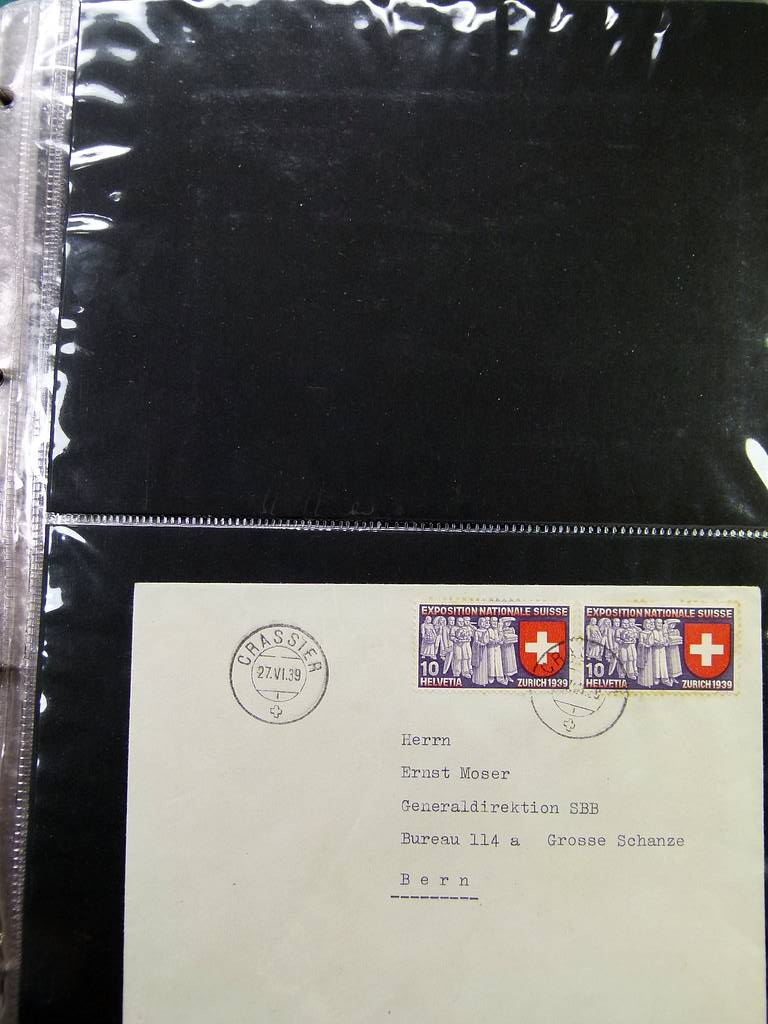 CRASSIER
27.VI.39
EXPOSITION NATIONALE SUISSE
10
HELVETIA ZURICH 1939
EXPOSITION NATIONALE SUISSE
10
HELVETIA ZURICH 1939
Herrn
Ernst Moser
Generaldirektion SBB
Bureau 114 a Grosse Schanze
Bern